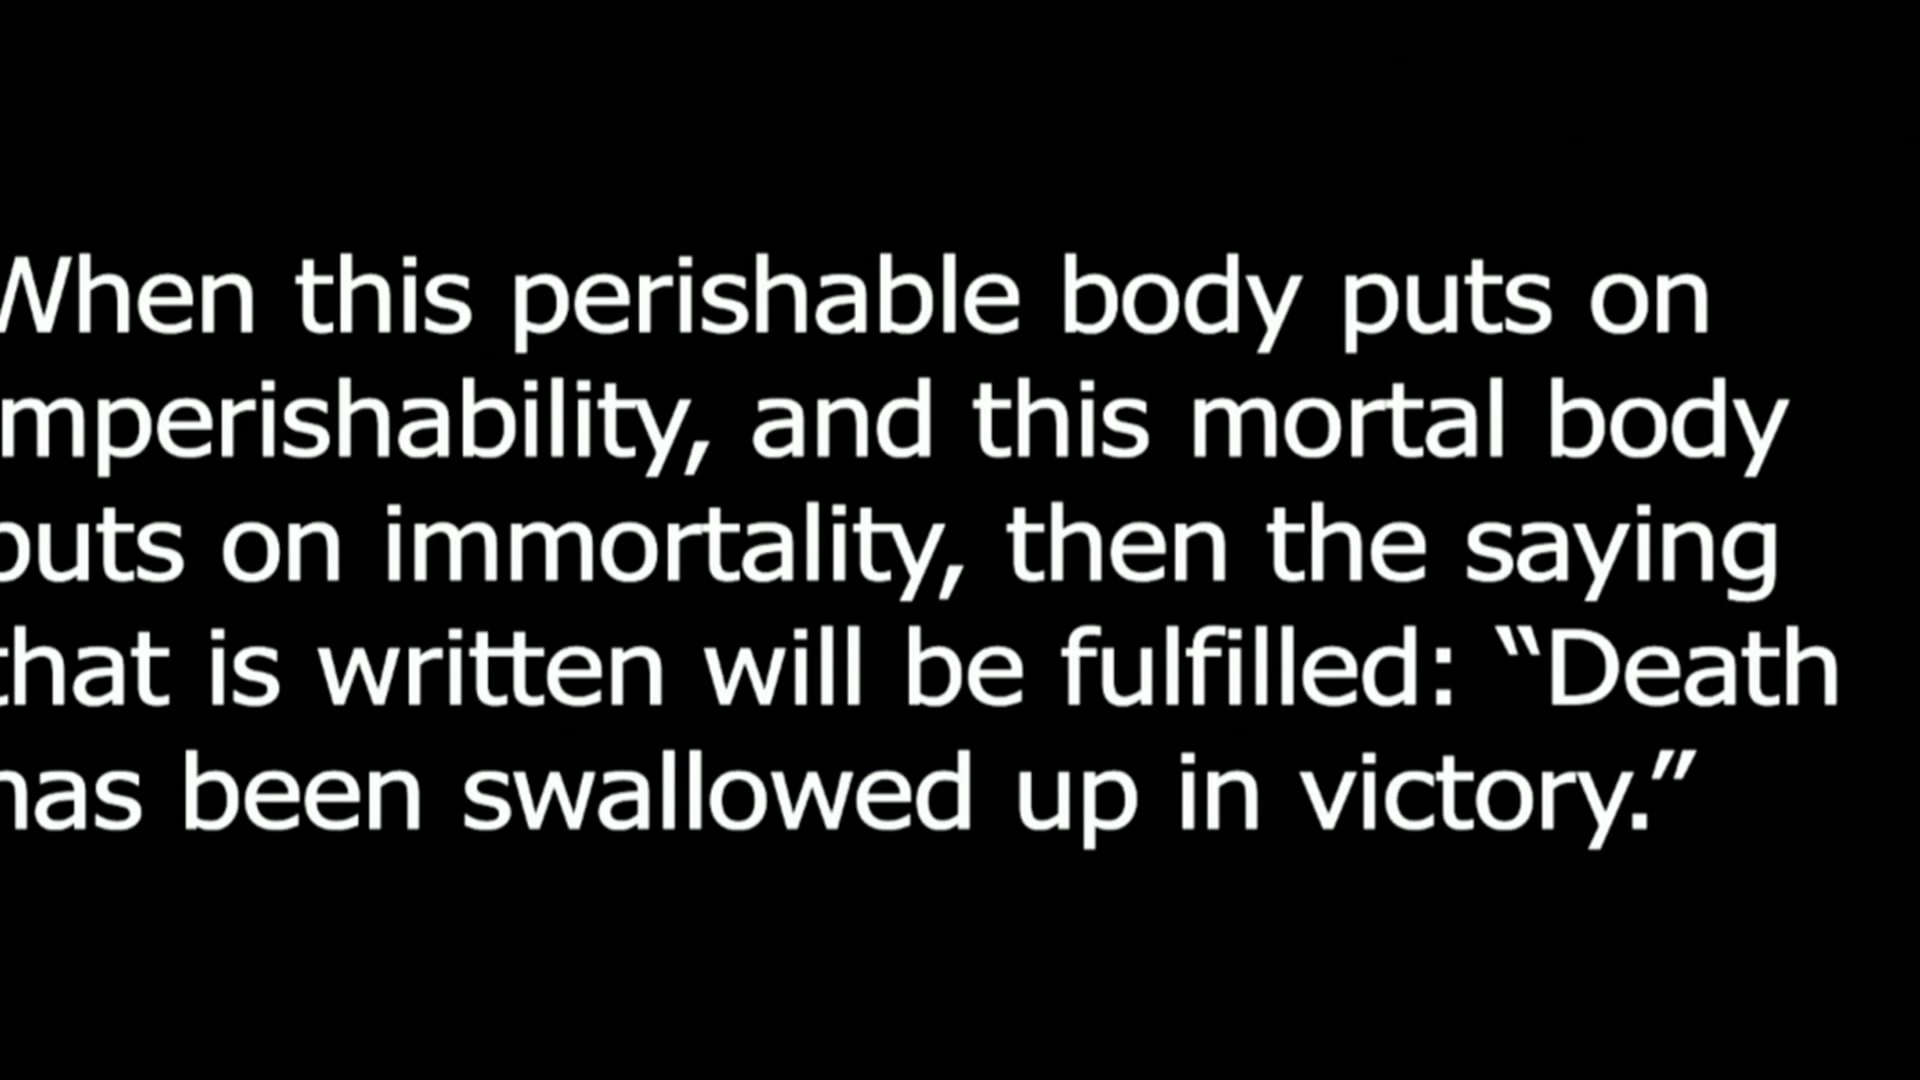 When this perishable body puts on
mperishability, and this mortal body
puts on immortality, then the saying
that is written will be fulfilled: “Death
has been swallowed up in victory.”